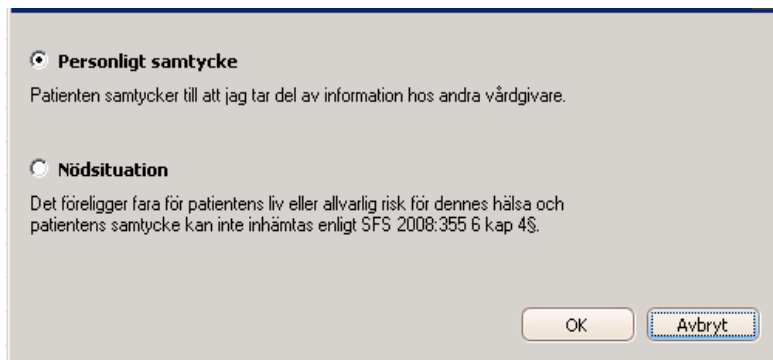 Personligt samtycke
Patienten samtycker till att jag tar del av information hos andra vårdgivare.
Nödsituation
Det föreligger fara för patientens liv eller allvarlig risk för dennes hälsa och
patientens samtycke kan inte inhämtas enligt SFS 2008:355 6 kap 4§.
OK Avbryt